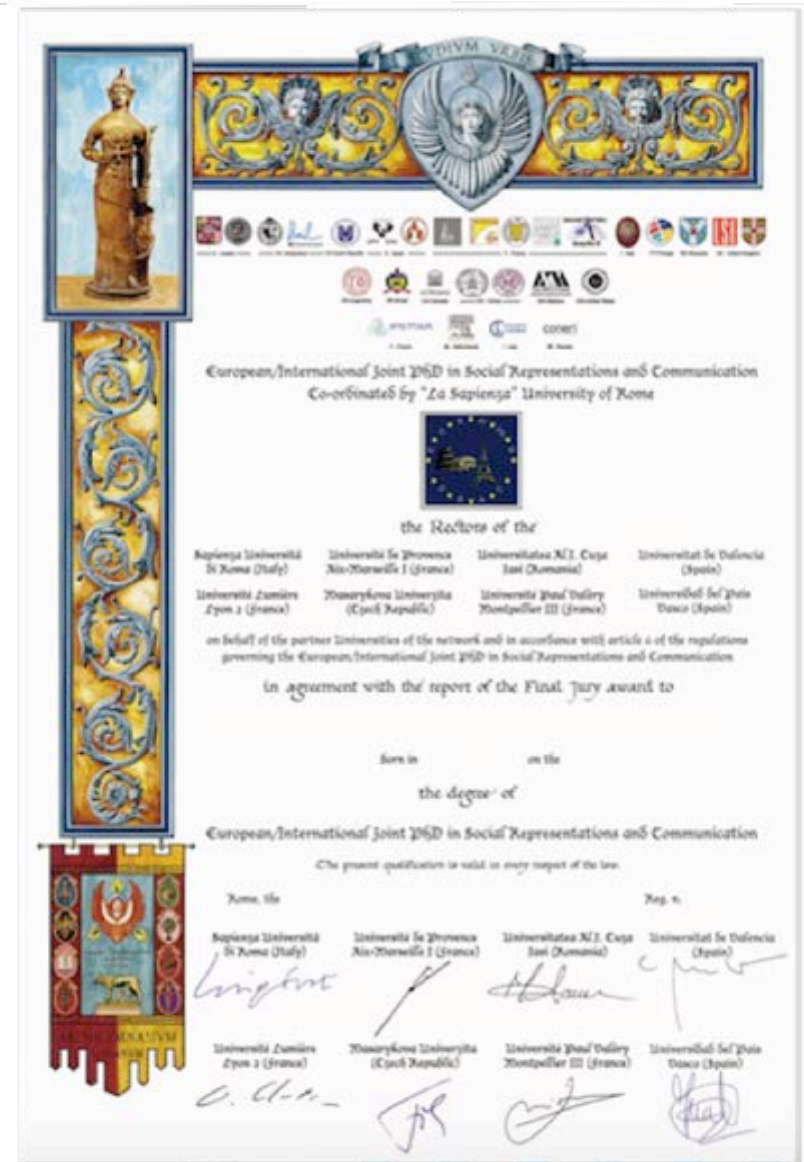 European/International Joint PhD in Social Representations and Communication
Co-ordinated by "La Sapienza" University of Rome
the Rectors of the
Sapienza Università di Roma (Italy)
Université de Provence Aix-Marseille I (France)
Universitatea Al.I. Cuza Iasi (Romania)
Universitat de Valencia (Spain)
Université Lumière Lyon 2 (France)
Masarykova Univerzita (Czech Republic)
Université Paul Valéry Montpellier III (France)
Universidad del Pais Vasco (Spain)
on behalf of the partner Universities of the network and in accordance with article 2 of the regulations
governing the European/International Joint PhD in Social Representations and Communication
in agreement with the report of the Final Jury award to
Born in on the
the degree of
European/International Joint PhD in Social Representations and Communication
The present qualification is valid in every respect of the law.
Rome, the Reg. n.
Sapienza Università di Roma (Italy)
Université de Provence Aix-Marseille I (France)
Universitatea Al.I. Cuza Iasi (Romania)
Universitat de Valencia (Spain)
Université Lumière Lyon 2 (France)
Masarykova Univerzita (Czech Republic)
Université Paul Valéry Montpellier III (France)
Universidad del Pais Vasco (Spain)